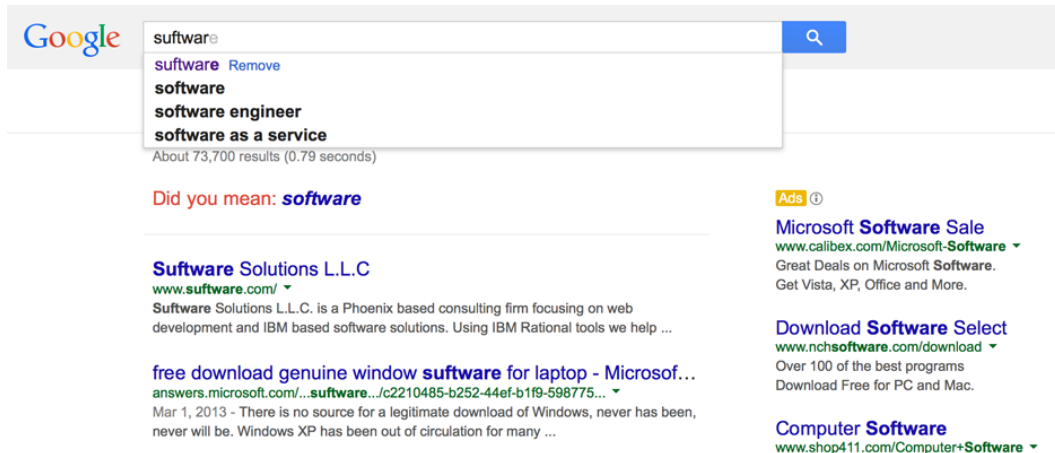 Google
suftware
suftware Remove
software
software engineer
software as a service
About 73,700 results (0.79 seconds)
Did you mean: software
Suftware Solutions L.L.C
www.suftware.com/
Suftware Solutions L.L.C. is a Phoenix based consulting firm focusing on web
development and IBM based software solutions. Using IBM Rational tools we help ...
free download genuine window suftware for laptop - Microsof...
answers.microsoft.com/...suftware.../c2210485-b252-44ef-b1f9-598775...
Mar 1, 2013 - There is no source for a legitimate download of Windows, never has been,
never will be. Windows XP has been out of circulation for many ...
Ads
Microsoft Software Sale
www.calibex.com/Microsoft-Software
Great Deals on Microsoft Software.
Get Vista, XP, Office and More.
Download Software Select
www.nchsoftware.com/download
Over 100 of the best programs
Download Free for PC and Mac.
Computer Software
www.shop411.com/Computer+Software